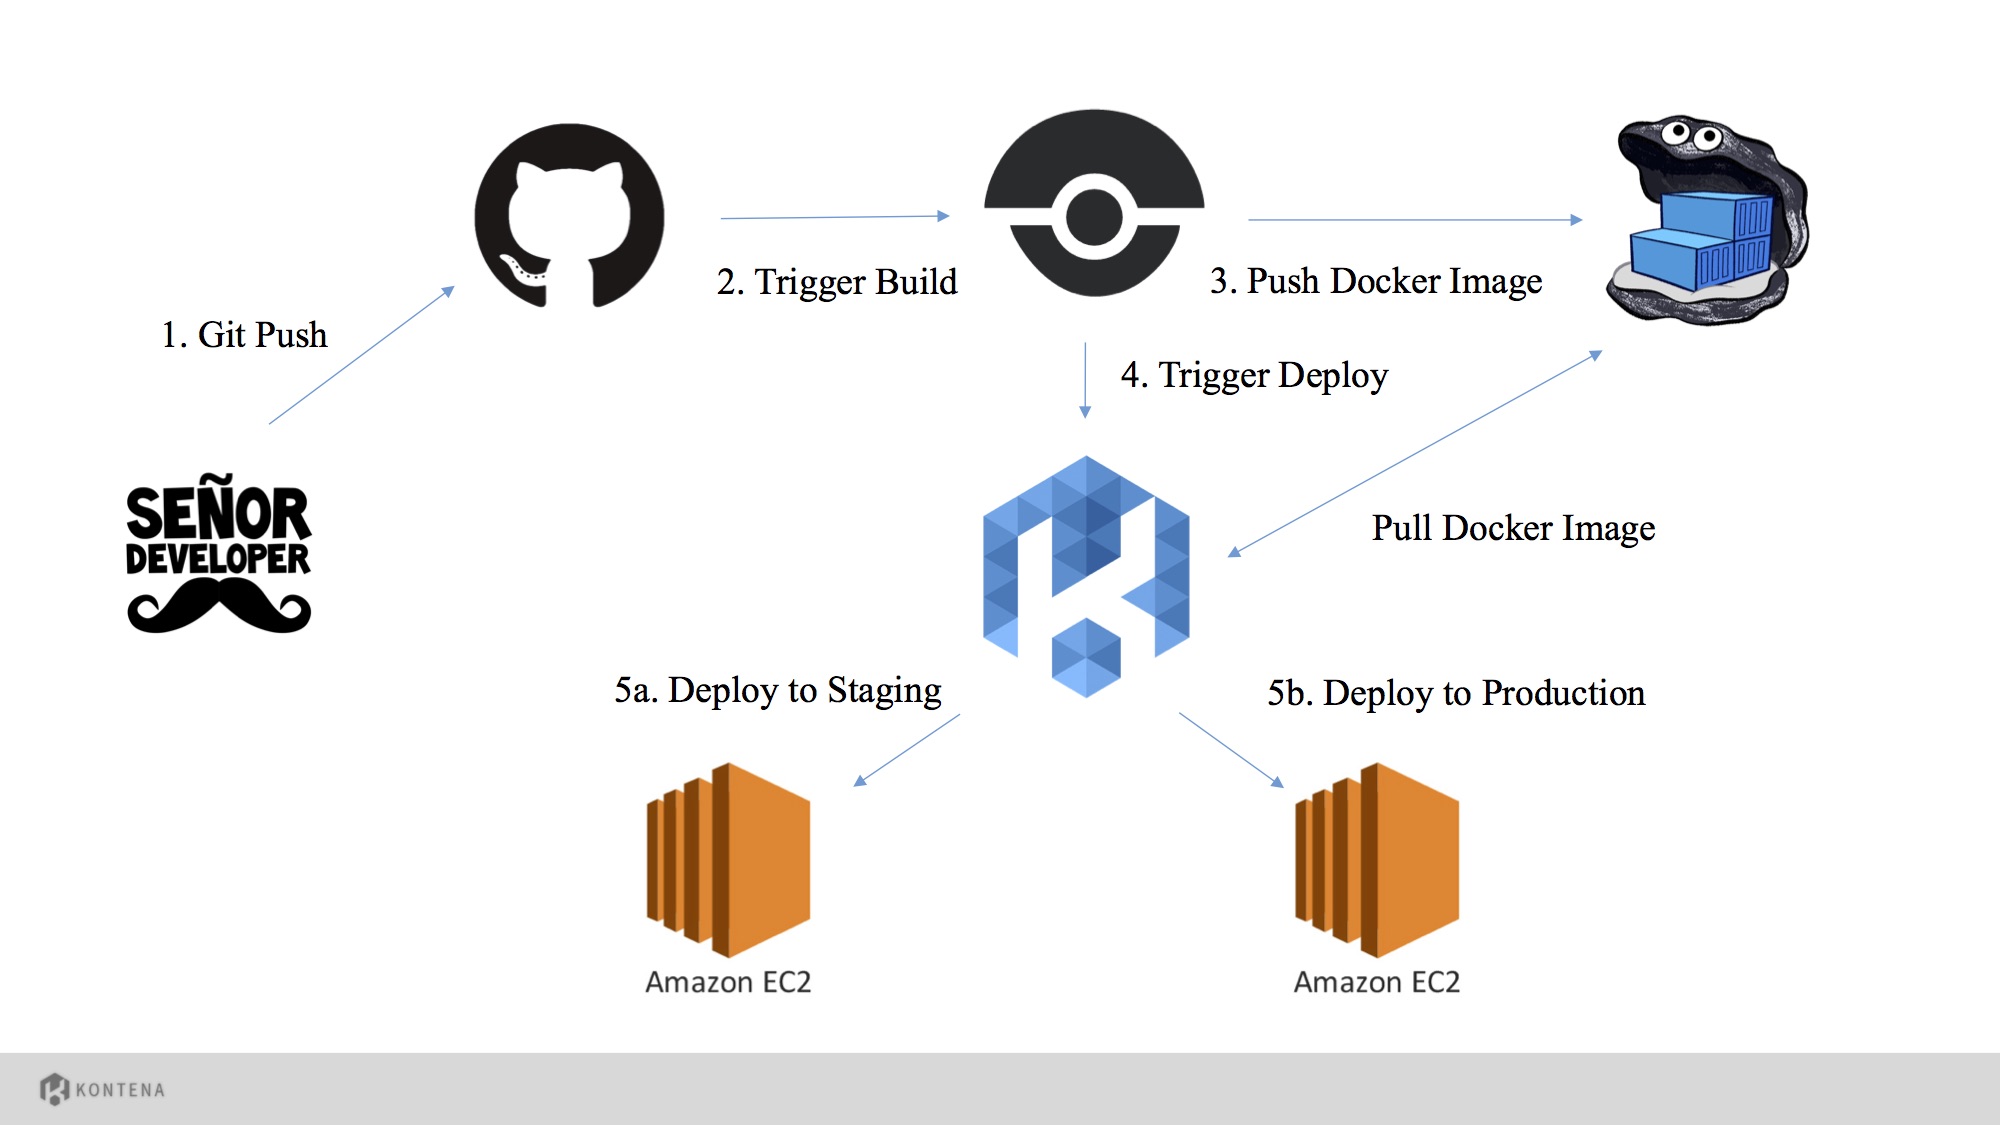 2. Trigger Build
3. Push Docker Image
1. Git Push
4. Trigger Deploy
SEÑOR
DEVELOPER
Pull Docker Image
5a. Deploy to Staging
5b. Deploy to Production
Amazon EC2
Amazon EC2
KONTENA